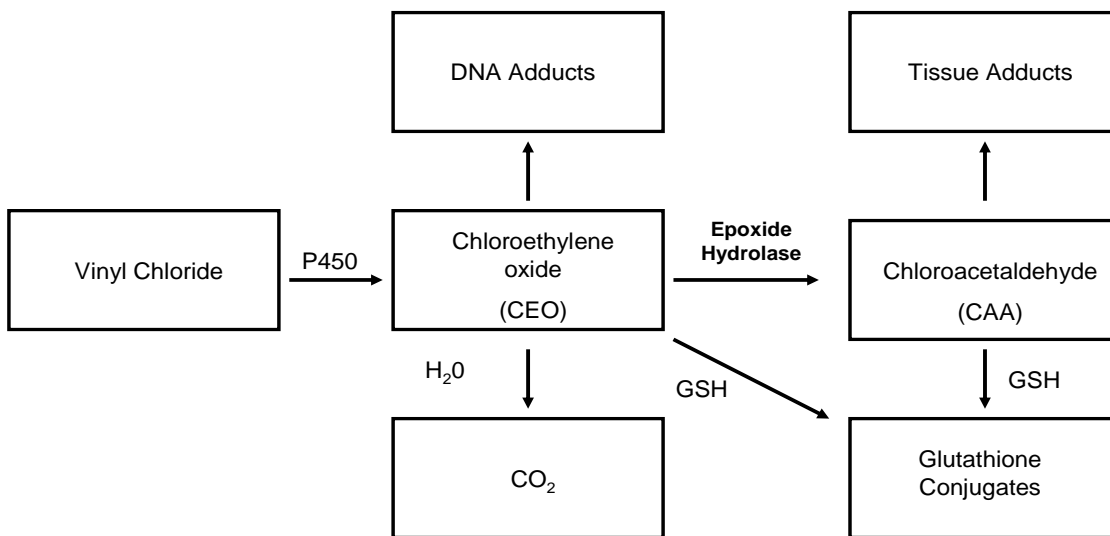 DNA Adducts
Tissue Adducts
Vinyl Chloride
P450
Chloroethylene
oxide
(CEO)
Epoxide
Hydrolase
Chloroacetaldehyde
(CAA)
H₂0
GSH
GSH
CO₂
Glutathione
Conjugates